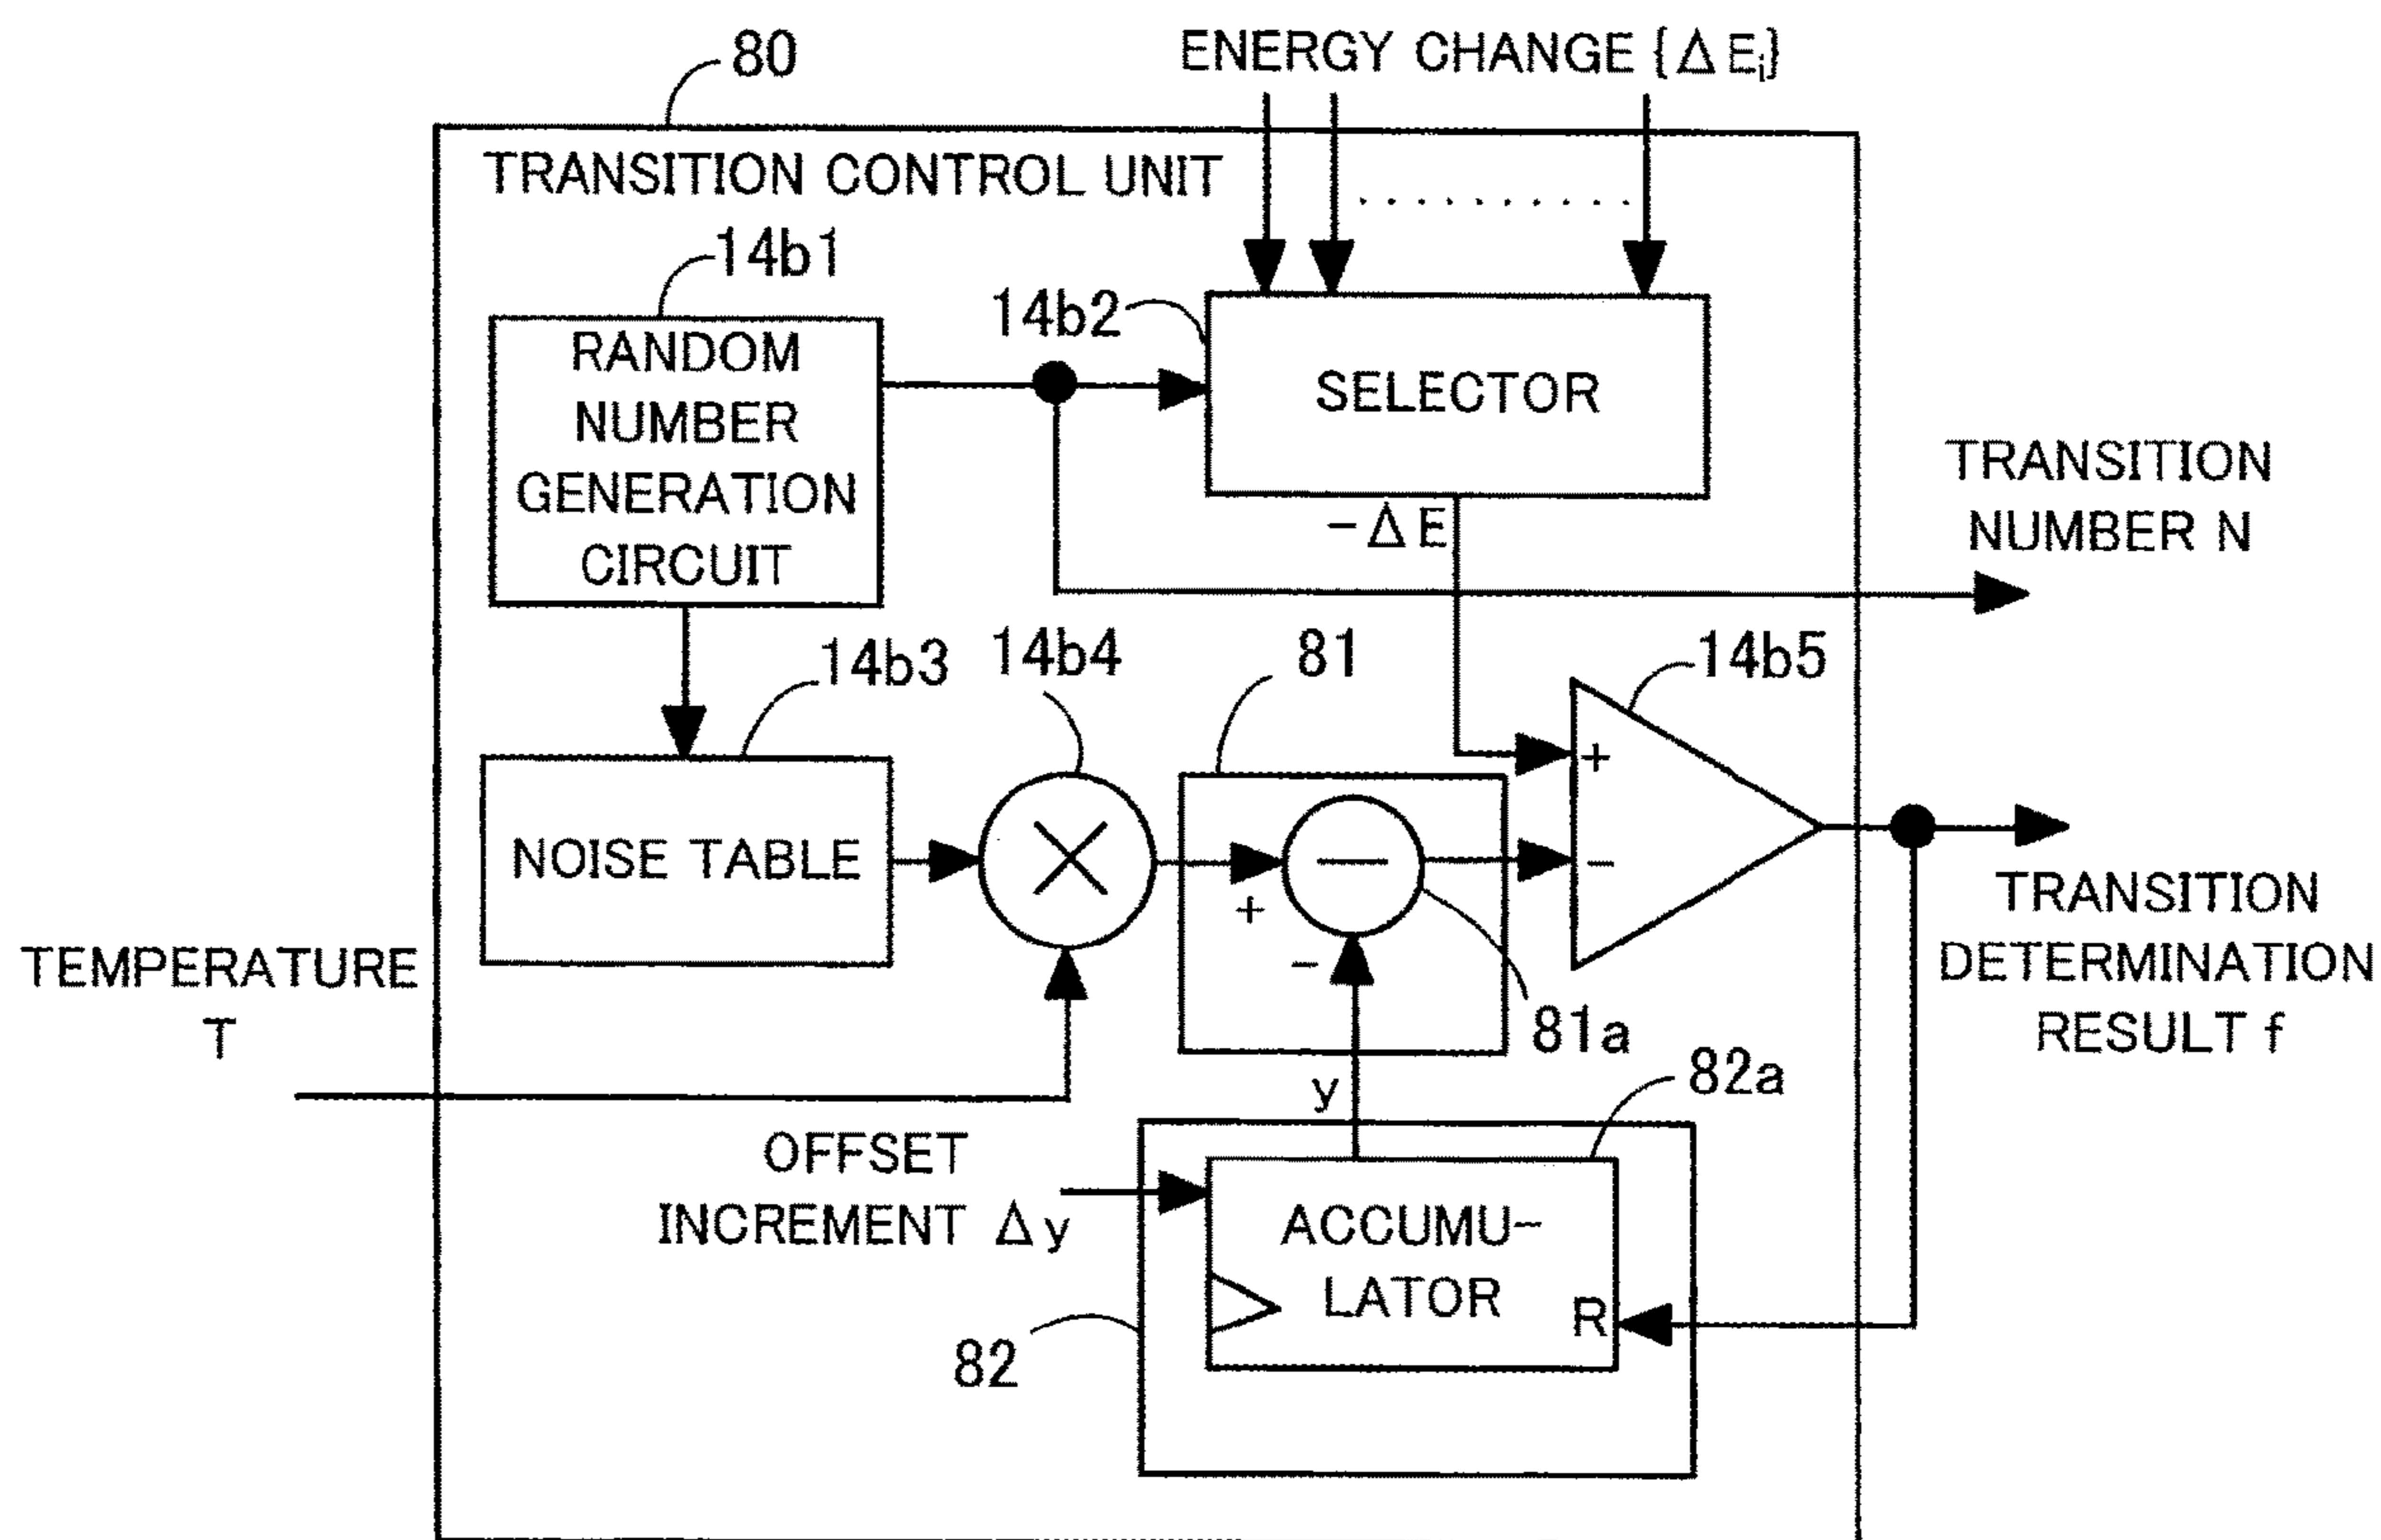 80
ENERGY CHANGE {ΔEi}
TRANSITION CONTROL UNIT
14b1
14b2
RANDOM
NUMBER
GENERATION
CIRCUIT
SELECTOR
-ΔE
TRANSITION
NUMBER N
14b3
14b4
81
14b5
NOISE TABLE
×
+
-
—
+
-
81a
TEMPERATURE
T
TRANSITION
DETERMINATION
RESULT f
y
82a
OFFSET
INCREMENT Δy
ACCUMU-
LATOR
R
82